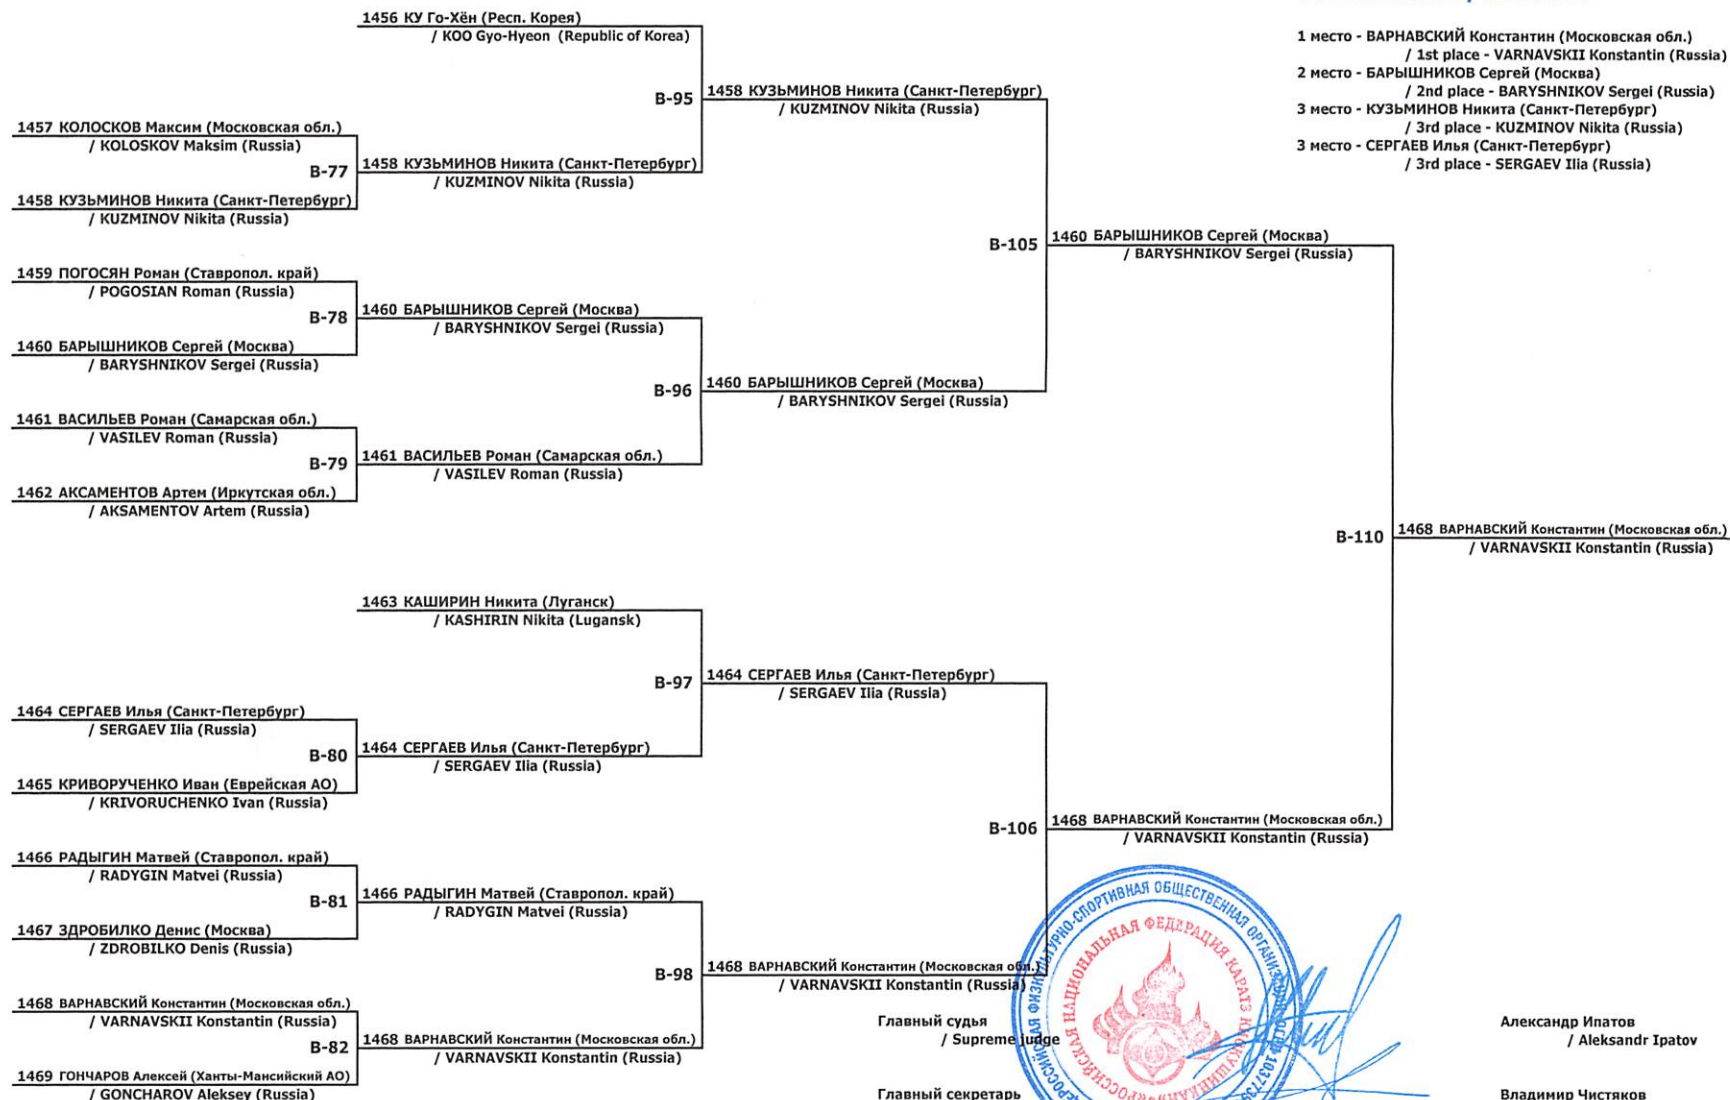 1456 КУ Го-Хён (Респ. Корея)
/ KOO Gyo-Hyeon (Republic of Korea)
1 место - ВАРНАВСКИЙ Константин (Московская обл.)
/ 1st place - VARNAVSKII Konstantin (Russia)
2 место - БАРЫШНИКОВ Сергей (Москва)
/ 2nd place - BARYSHNIKOV Sergei (Russia)
3 место - КУЗЬМИНОВ Никита (Санкт-Петербург)
/ 3rd place - KUZMINOV Nikita (Russia)
3 место - СЕРГАЕВ Илья (Санкт-Петербург)
/ 3rd place - SERGAEV Ilia (Russia)
B-95
1458 КУЗЬМИНОВ Никита (Санкт-Петербург)
/ KUZMINOV Nikita (Russia)
1457 КОЛОСКОВ Максим (Московская обл.)
/ KOLOSKOV Maksim (Russia)
B-77
1458 КУЗЬМИНОВ Никита (Санкт-Петербург)
/ KUZMINOV Nikita (Russia)
1458 КУЗЬМИНОВ Никита (Санкт-Петербург)
/ KUZMINOV Nikita (Russia)
B-105
1460 БАРЫШНИКОВ Сергей (Москва)
/ BARYSHNIKOV Sergei (Russia)
1459 ПОГОСЯН Роман (Ставропол. край)
/ POGOSIAN Roman (Russia)
B-78
1460 БАРЫШНИКОВ Сергей (Москва)
/ BARYSHNIKOV Sergei (Russia)
1460 БАРЫШНИКОВ Сергей (Москва)
/ BARYSHNIKOV Sergei (Russia)
B-96
1460 БАРЫШНИКОВ Сергей (Москва)
/ BARYSHNIKOV Sergei (Russia)
1461 ВАСИЛЬЕВ Роман (Самарская обл.)
/ VASILEV Roman (Russia)
B-79
1461 ВАСИЛЬЕВ Роман (Самарская обл.)
/ VASILEV Roman (Russia)
1462 АКСАМЕНТОВ Артем (Иркутская обл.)
/ AKSAMENTOV Artem (Russia)
B-110
1468 ВАРНАВСКИЙ Константин (Московская обл.)
/ VARNAVSKII Konstantin (Russia)
1463 КАШИРИН Никита (Луганск)
/ KASHIRIN Nikita (Lugansk)
B-97
1464 СЕРГАЕВ Илья (Санкт-Петербург)
/ SERGAEV Ilia (Russia)
1464 СЕРГАЕВ Илья (Санкт-Петербург)
/ SERGAEV Ilia (Russia)
B-80
1464 СЕРГАЕВ Илья (Санкт-Петербург)
/ SERGAEV Ilia (Russia)
1465 КРИВОРУЧЕНКО Иван (Еврейская АО)
/ KRIVORUCHENKO Ivan (Russia)
B-106
1468 ВАРНАВСКИЙ Константин (Московская обл.)
/ VARNAVSKII Konstantin (Russia)
1466 РАДЫГИН Матвей (Ставропол. край)
/ RADYGIN Matvei (Russia)
B-81
1466 РАДЫГИН Матвей (Ставропол. край)
/ RADYGIN Matvei (Russia)
1467 ЗДРОБИЛКО Денис (Москва)
/ ZDROBILKO Denis (Russia)
B-98
1468 ВАРНАВСКИЙ Константин (Московская обл.)
/ VARNAVSKII Konstantin (Russia)
1468 ВАРНАВСКИЙ Константин (Московская обл.)
/ VARNAVSKII Konstantin (Russia)
B-82
1468 ВАРНАВСКИЙ Константин (Московская обл.)
/ VARNAVSKII Konstantin (Russia)
1469 ГОНЧАРОВ Алексей (Ханты-Мансийский АО)
/ GONCHAROV Aleksey (Russia)
Главный судья
/ Supreme judge
Александр Ипатов
/ Aleksandr Ipatov
Главный секретарь
Владимир Чистяков
СПОРТИВНАЯ ОБЩЕСТВЕННАЯ
НАЦИОНАЛЬНАЯ ФЕДЕРАЦИЯ